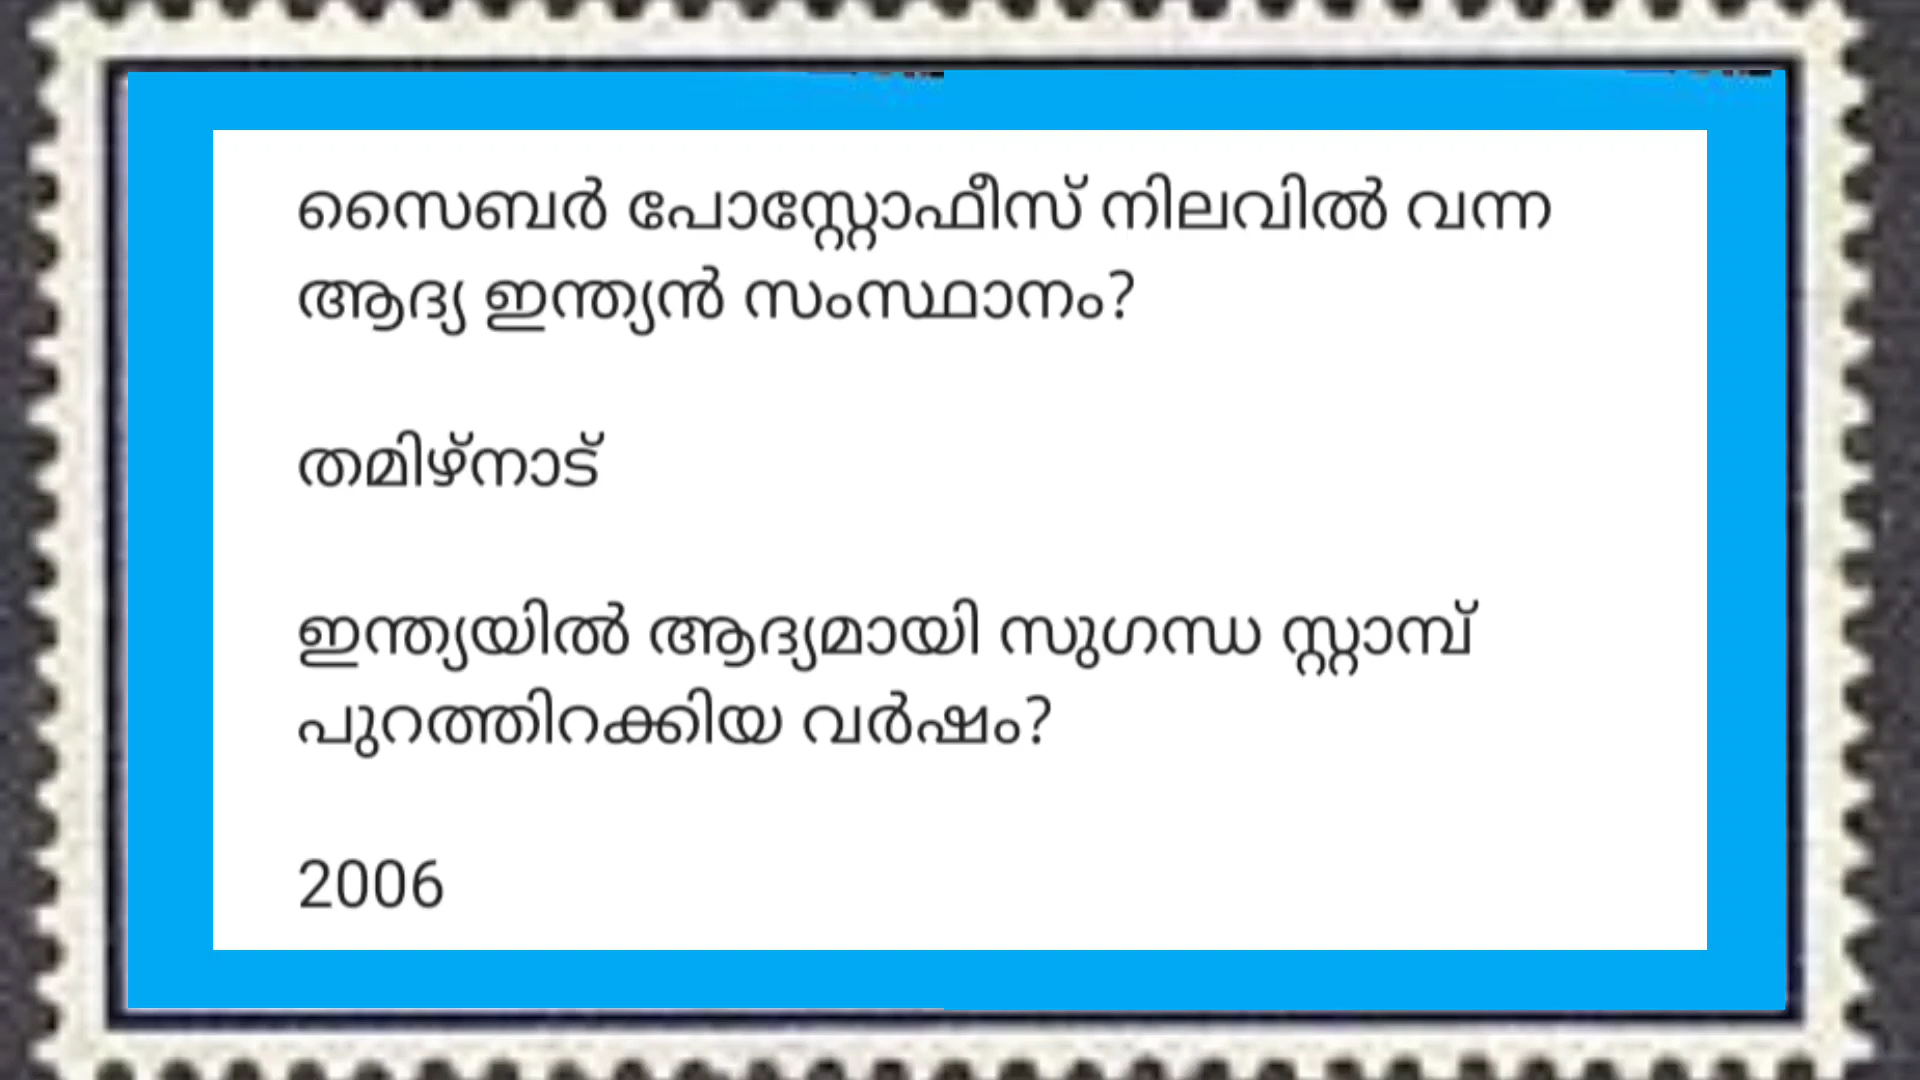 സൈബർ പോസ്റ്റോഫീസ് നിലവിൽ വന്ന
ആദ്യ ഇന്ത്യൻ സംസ്ഥാനം?
തമിഴ്നാട്
ഇന്ത്യയിൽ ആദ്യമായി സുഗന്ധ സ്റ്റാമ്പ്
പുറത്തിറക്കിയ വർഷം?
2006